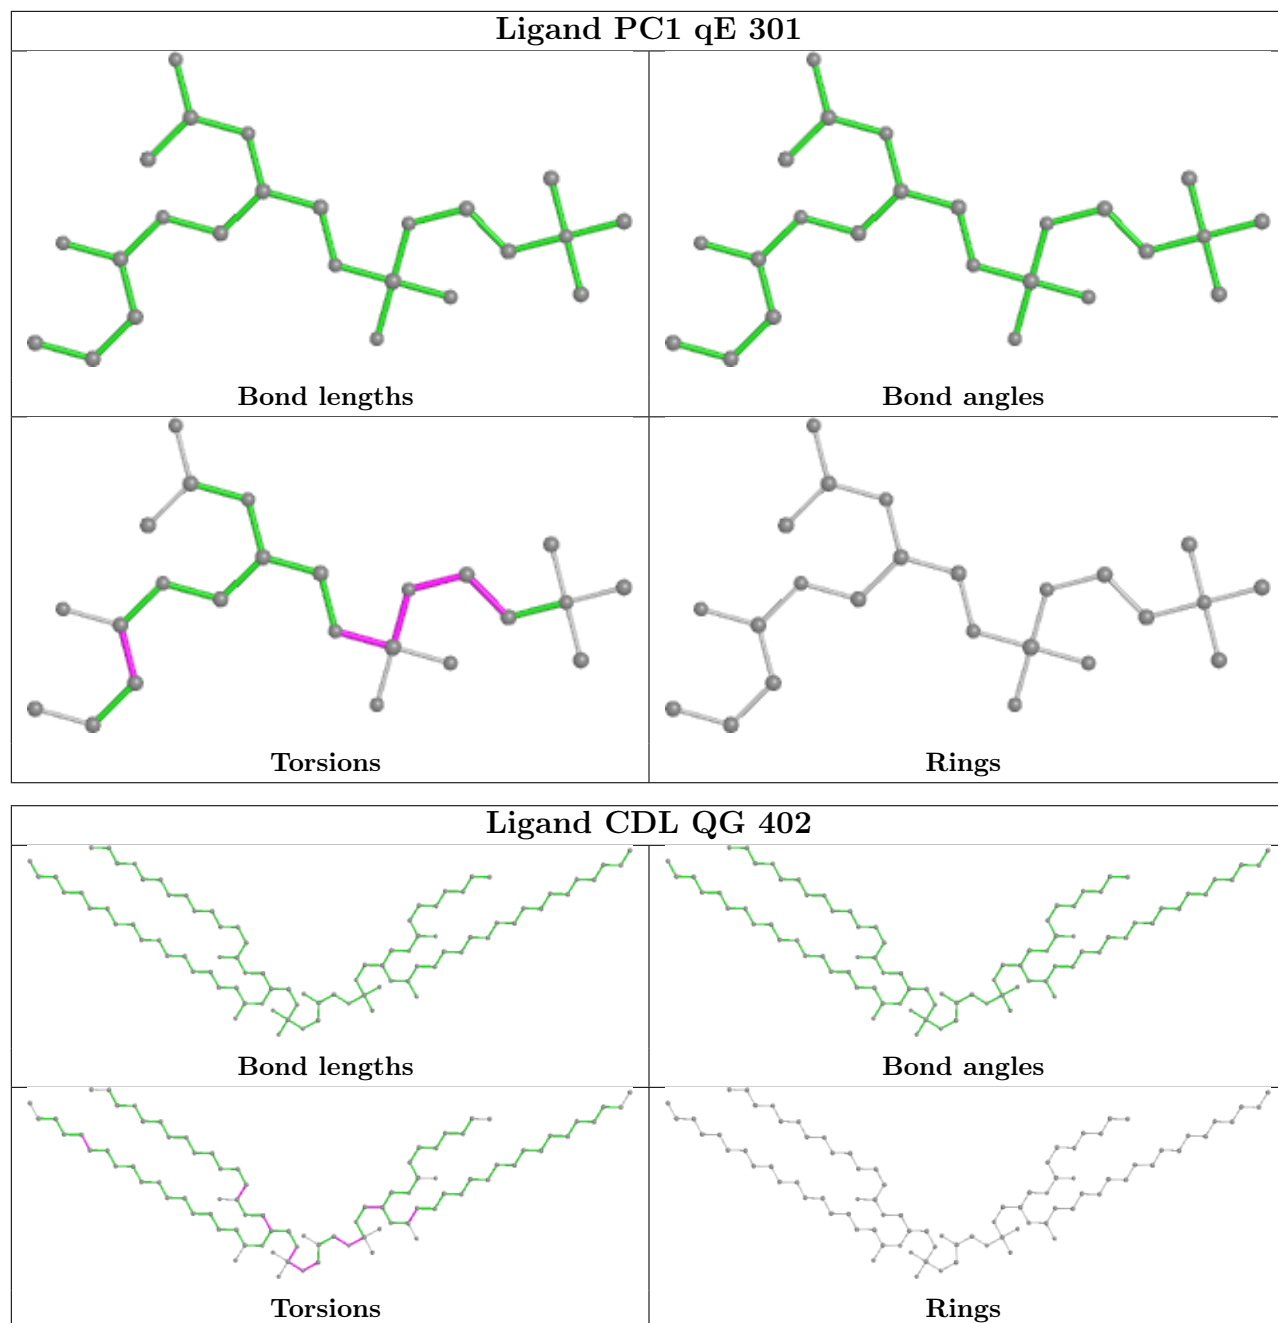 Ligand PC1 qE 301
Bond lengths
Bond angles
Torsions
Rings
Ligand CDL QG 402
Bond lengths
Bond angles
Torsions
Rings